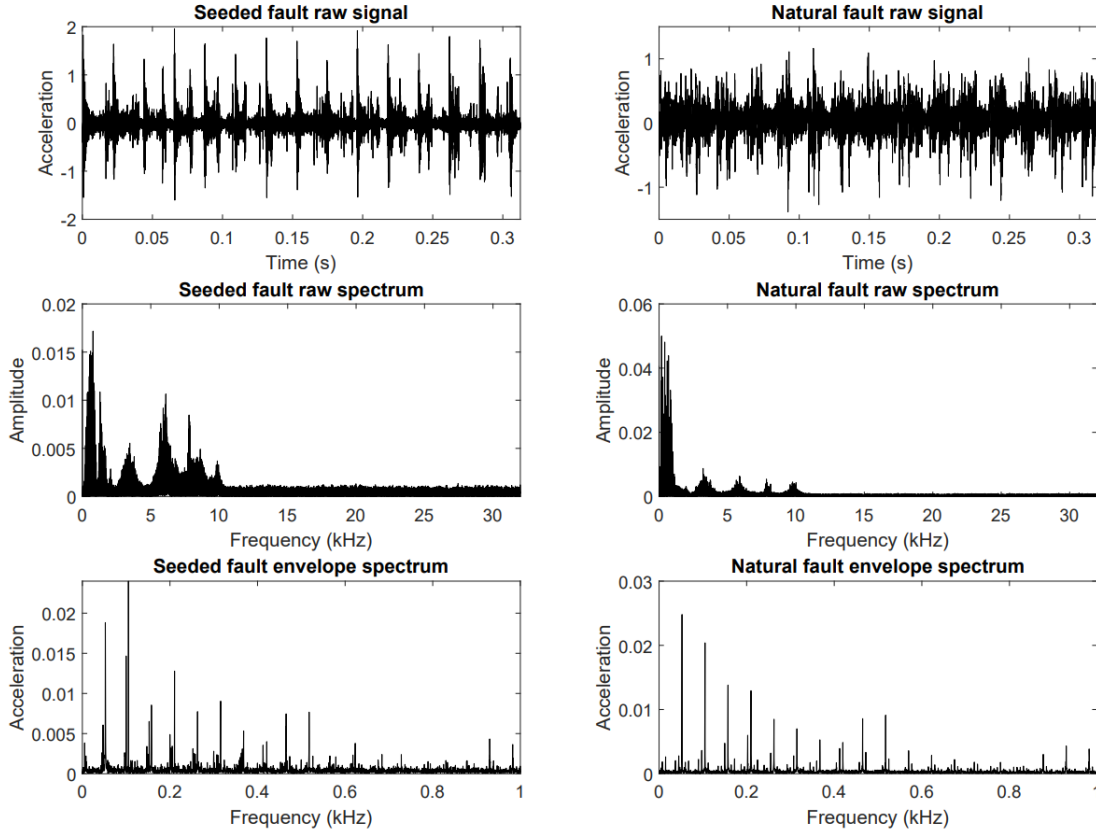 Seeded fault raw signal
2
1
0
-1
-2
Acceleration
0 0.05 0.1 0.15 0.2 0.25 0.3
Time (s)
Natural fault raw signal
1
0
-1
Acceleration
0 0.05 0.1 0.15 0.2 0.25 0.3
Time (s)
Seeded fault raw spectrum
0.02
0.015
0.01
0.005
0
Amplitude
0 5 10 15 20 25 30
Frequency (kHz)
Natural fault raw spectrum
0.06
0.04
0.02
0
Amplitude
0 5 10 15 20 25 30
Frequency (kHz)
Seeded fault envelope spectrum
0.02
0.015
0.01
0.005
0
Acceleration
0 0.2 0.4 0.6 0.8 1
Frequency (kHz)
Natural fault envelope spectrum
0.03
0.02
0.01
0
Acceleration
0 0.2 0.4 0.6 0.8 1
Frequency (kHz)